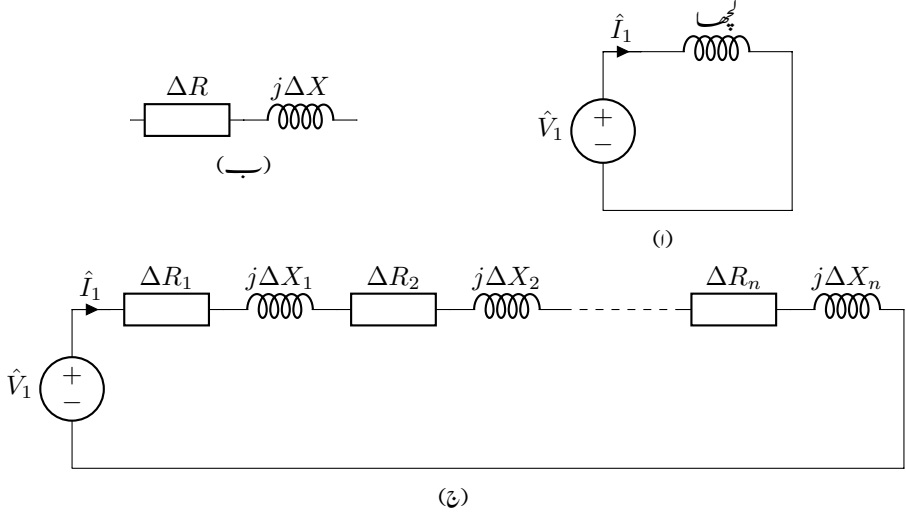 لچھا
Î₁
V̂₁
+
−
(ا)
ΔR
jΔX
(ب)
Î₁
ΔR₁
jΔX₁
ΔR₂
jΔX₂
ΔRₙ
jΔXₙ
V̂₁
+
−
(ج)